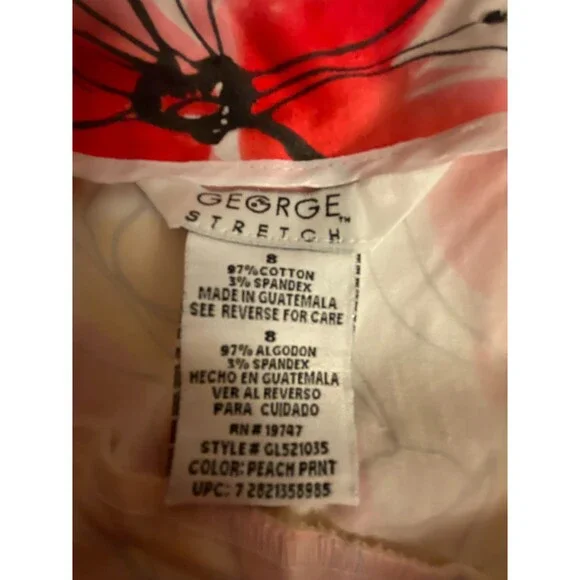 GEORGE™
STRETCH
8
97% COTTON
3% SPANDEX
MADE IN GUATEMALA
SEE REVERSE FOR CARE
8
97% ALGODON
3% SPANDEX
HECHO EN GUATEMALA
VER AL REVERSO
PARA CUIDADO
RN# 19747
STYLE# GL521035
COLOR: PEACH PRNT
UPC: 7 2821358985